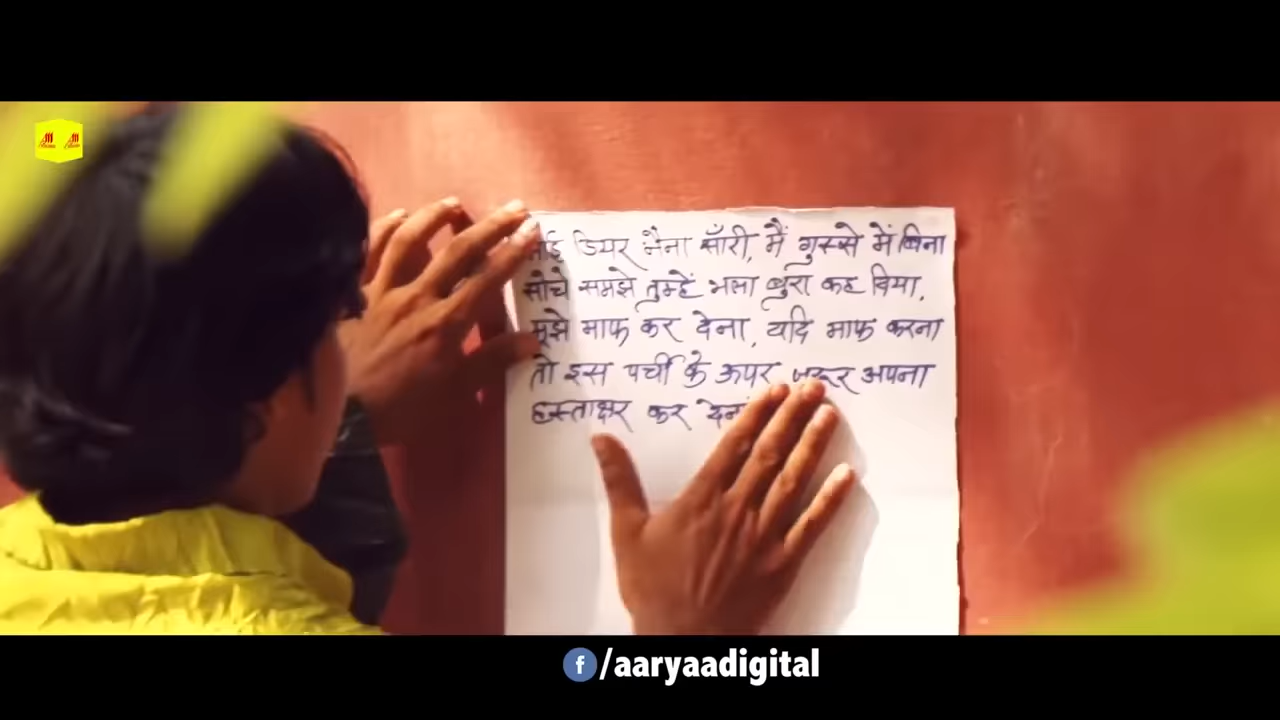 माई डियर मैना सॉरी, मैं गुस्से में बिना
सोचे समझे तुम्हें भला बुरा कह दिया,
मुझे माफ कर देना, यदि माफ करना
तो इस पर्ची के ऊपर जरूर अपना
हस्ताक्षर कर देना
/aaryaadigital